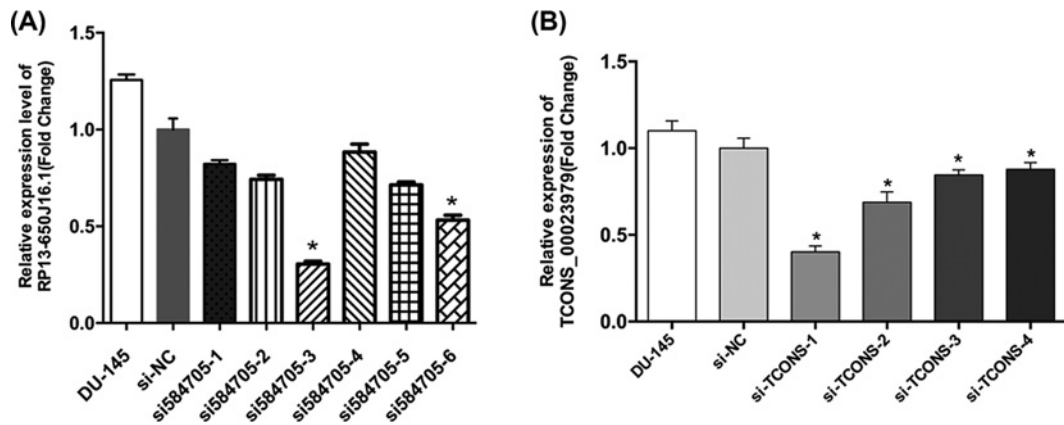 (A)
Relative expression level of
RP13-650J16.1(Fold Change)
1.5
1.0
0.5
0.0
*
*
DU-145
si-NC
si584705-1
si584705-2
si584705-3
si584705-4
si584705-5
si584705-6
(B)
Relative expression of
TCONS_00023979(Fold Change)
1.5
1.0
0.5
0.0
*
*
*
*
DU-145
si-NC
si-TCONS-1
si-TCONS-2
si-TCONS-3
si-TCONS-4